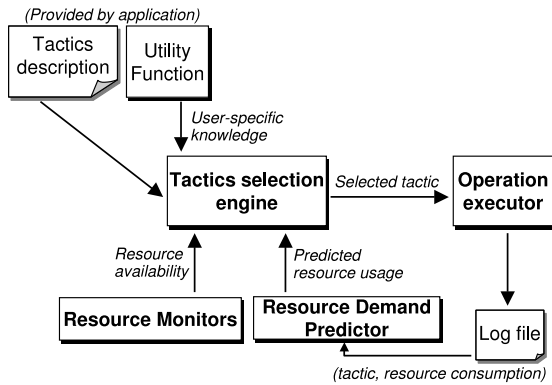 (Provided by application)
Tactics
description
Utility
Function
User-specific
knowledge
Tactics selection
engine
Selected tactic
Operation
executor
Resource
availability
Predicted
resource usage
Resource Monitors
Resource Demand
Predictor
Log file
(tactic, resource consumption)